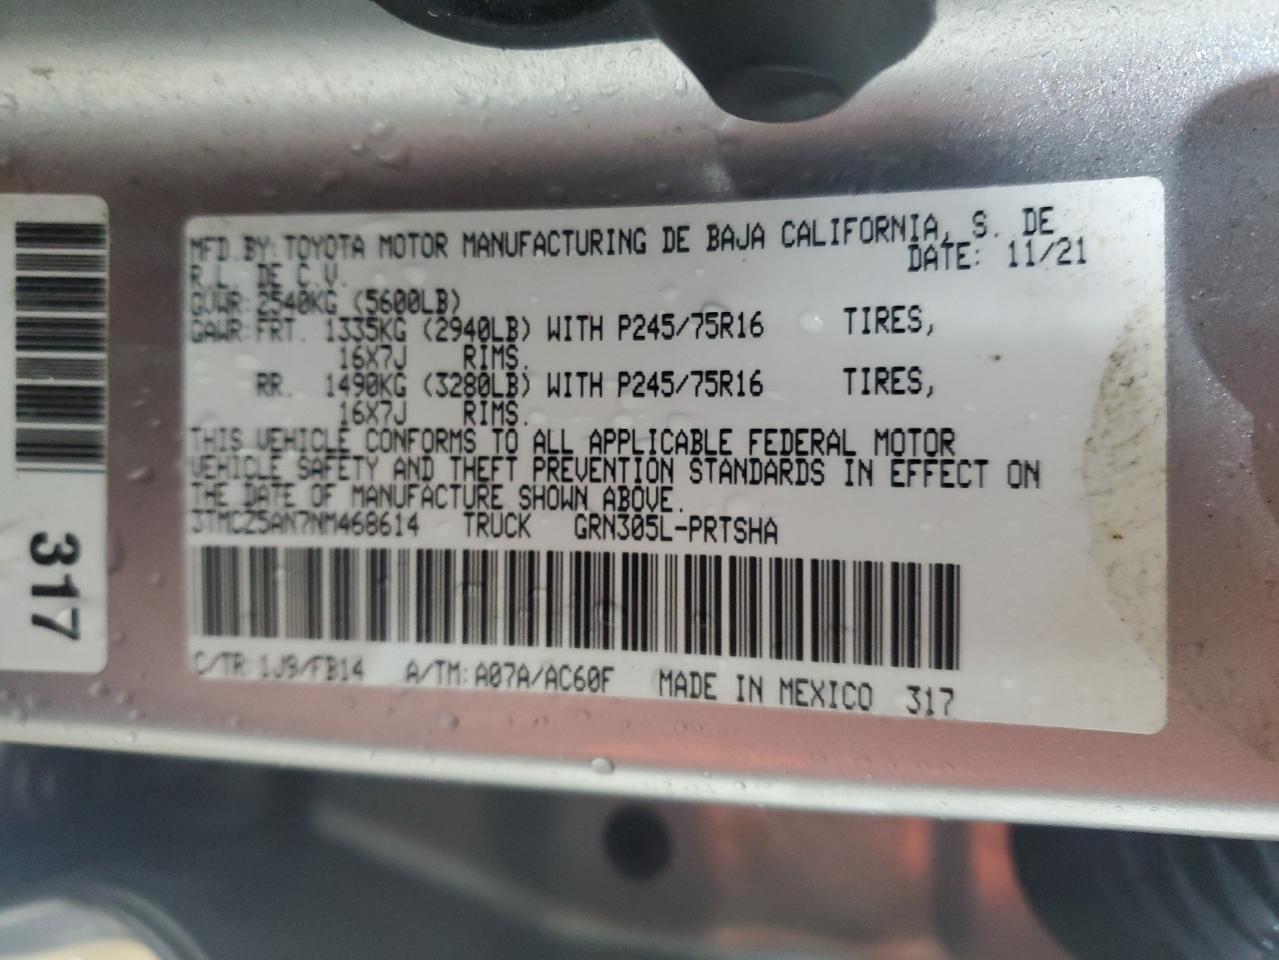 MFD.BY:TOYOTA MOTOR MANUFACTURING DE BAJA CALIFORNIA, S. DE
R.L. DE C.V. DATE: 11/21
GVWR:2540KG (5600LB)
GAWR:FRT. 1335KG (2940LB) WITH P245/75R16 TIRES,
16X7J RIMS.
RR. 1490KG (3280LB) WITH P245/75R16 TIRES,
16X7J RIMS.
THIS VEHICLE CONFORMS TO ALL APPLICABLE FEDERAL MOTOR
VEHICLE SAFETY AND THEFT PREVENTION STANDARDS IN EFFECT ON
THE DATE OF MANUFACTURE SHOWN ABOVE.
3TMCZ5AN7NM468614 TRUCK GRN305L-PRTSHA
C/TR:1J9/FB14 A/TM:A07A/AC60F MADE IN MEXICO 317
317